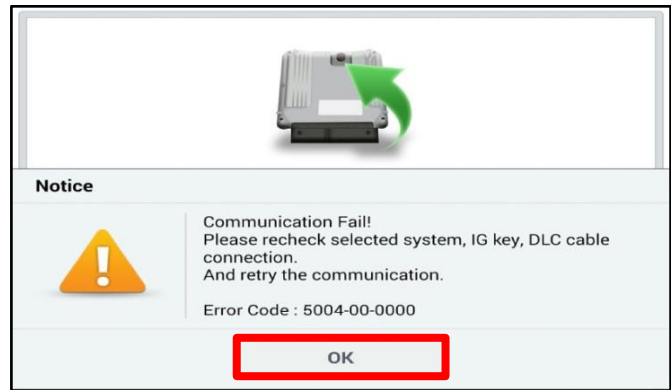 Notice
Communication Fail!
Please recheck selected system, IG key, DLC cable
connection.
And retry the communication.
Error Code : 5004-00-0000
OK